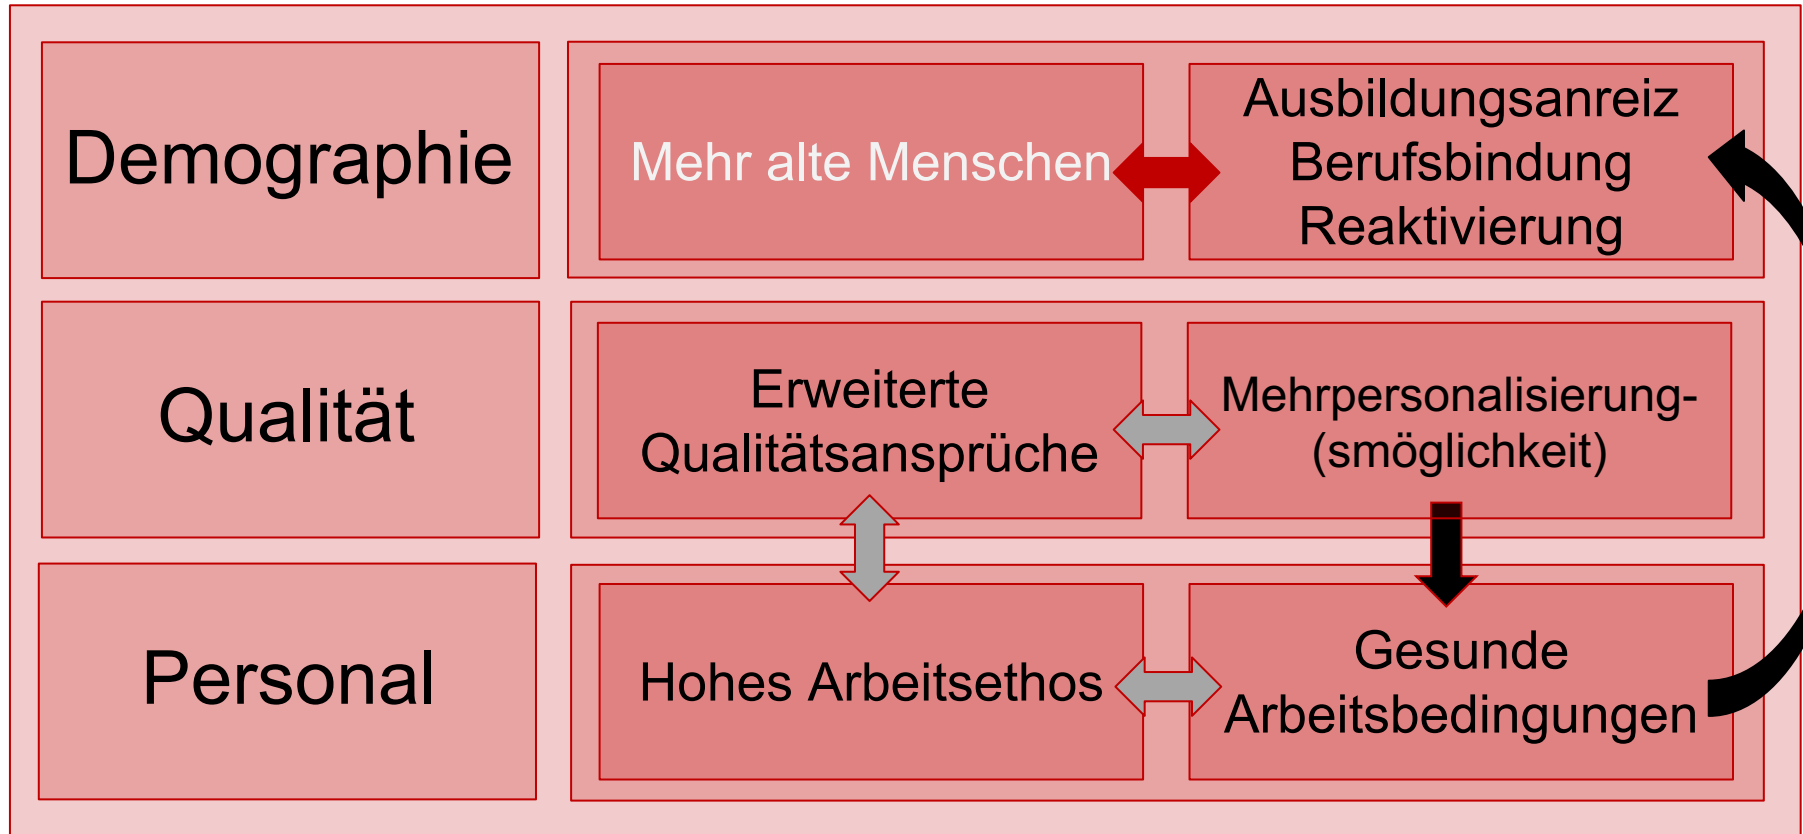 Demographie
Mehr alte Menschen
Ausbildungsanreiz
Berufsbindung
Reaktivierung
Qualität
Erweiterte
Qualitätsansprüche
Mehrpersonalisierung-
(smöglichkeit)
Personal
Hohes Arbeitsethos
Gesunde
Arbeitsbedingungen